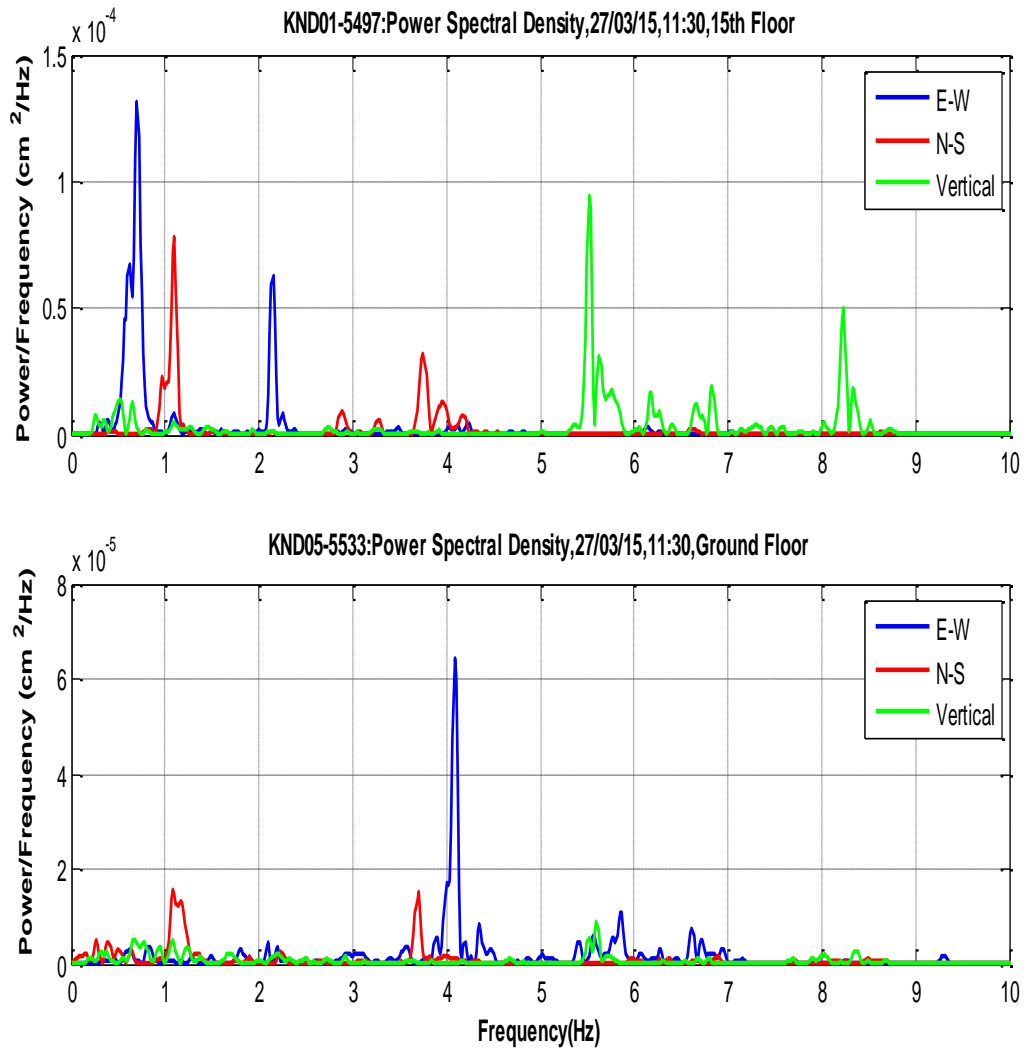 KND01-5497:Power Spectral Density,27/03/15,11:30,15th Floor
x 10^-4
Power/Frequency (cm ^2/Hz)
1.5
1
0.5
0
E-W
N-S
Vertical
0 1 2 3 4 5 6 7 8 9 10
KND05-5533:Power Spectral Density,27/03/15,11:30,Ground Floor
x 10^-5
Power/Frequency (cm ^2/Hz)
8
6
4
2
0
E-W
N-S
Vertical
0 1 2 3 4 5 6 7 8 9 10
Frequency(Hz)